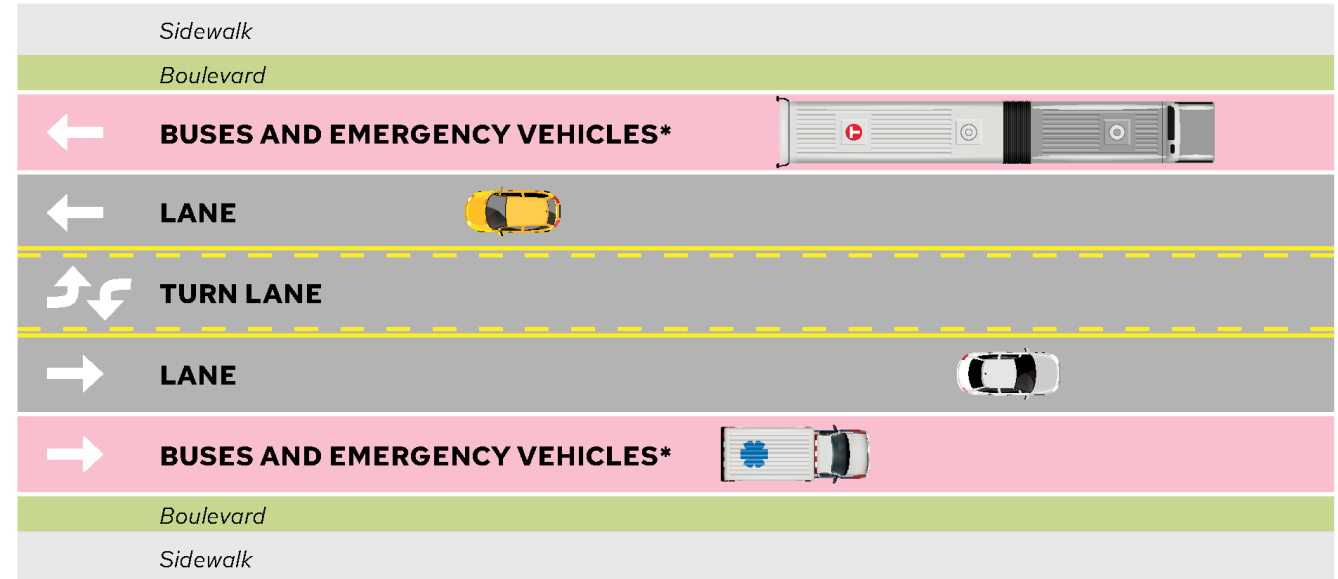 Sidewalk
Boulevard
BUSES AND EMERGENCY VEHICLES*
LANE
TURN LANE
LANE
BUSES AND EMERGENCY VEHICLES*
Boulevard
Sidewalk